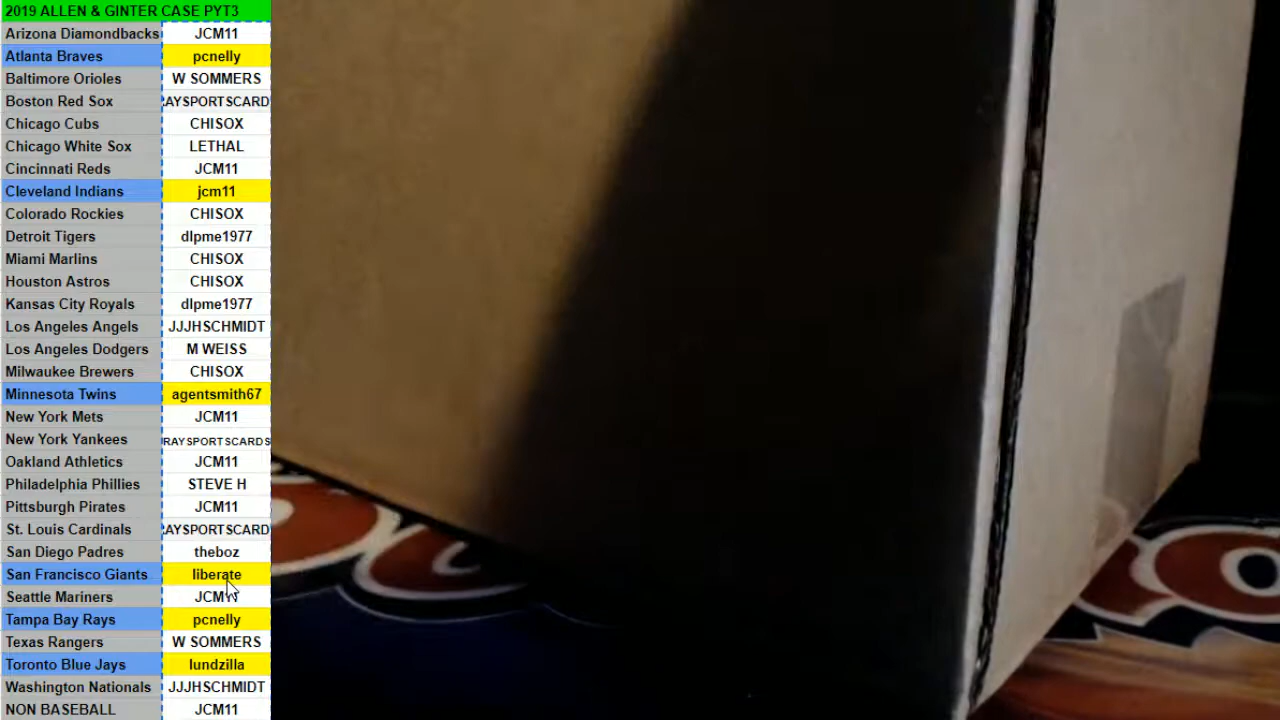 2019 ALLEN & GINTER CASE PYT3
Arizona Diamondbacks JCM11
Atlanta Braves pcnelly
Baltimore Orioles W SOMMERS
Boston Red Sox AYSPORTSCARD
Chicago Cubs CHISOX
Chicago White Sox LETHAL
Cincinnati Reds JCM11
Cleveland Indians jcm11
Colorado Rockies CHISOX
Detroit Tigers dlpme1977
Miami Marlins CHISOX
Houston Astros CHISOX
Kansas City Royals dlpme1977
Los Angeles Angels JJJHSCHMIDT
Los Angeles Dodgers M WEISS
Milwaukee Brewers CHISOX
Minnesota Twins agentsmith67
New York Mets JCM11
New York Yankees RAYSPORTSCARDS
Oakland Athletics JCM11
Philadelphia Phillies STEVE H
Pittsburgh Pirates JCM11
St. Louis Cardinals AYSPORTSCARD
San Diego Padres theboz
San Francisco Giants liberate
Seattle Mariners JCM11
Tampa Bay Rays pcnelly
Texas Rangers W SOMMERS
Toronto Blue Jays lundzilla
Washington Nationals JJJHSCHMIDT
NON BASEBALL JCM11